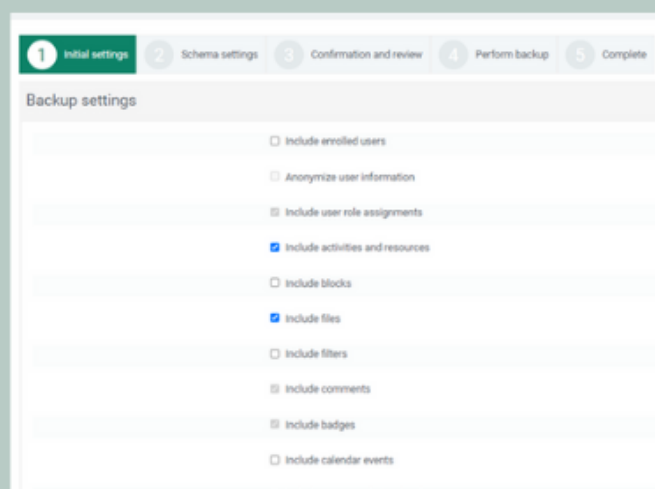 1 Initial settings 2 Schema settings 3 Confirmation and review 4 Perform backup 5 Complete
Backup settings
Include enrolled users
Anonymize user information
Include user role assignments
Include activities and resources
Include blocks
Include files
Include filters
Include comments
Include badges
Include calendar events